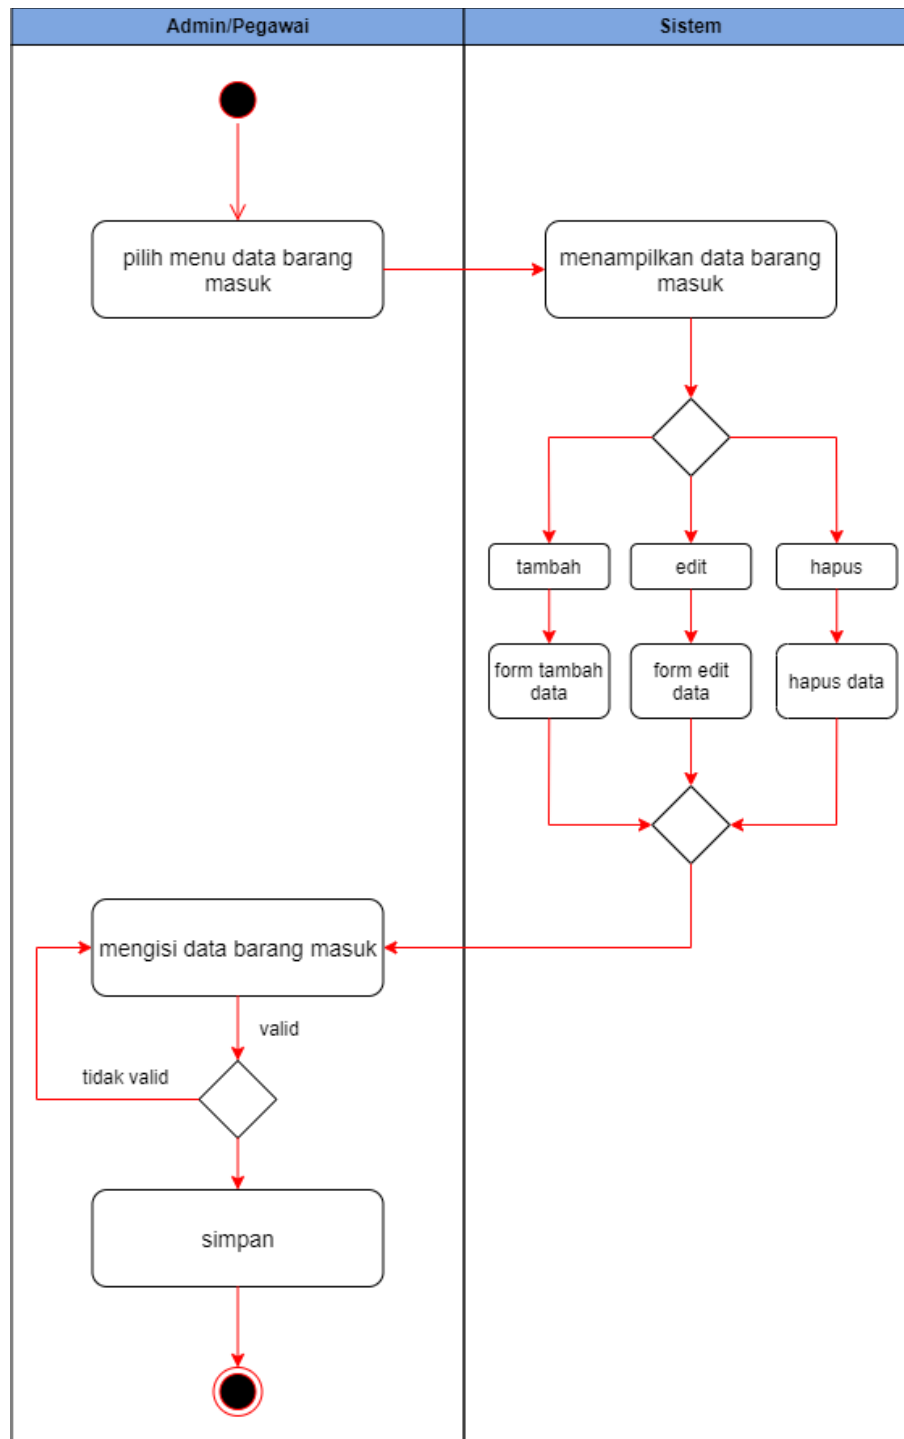 Admin/Pegawai
Sistem
pilih menu data barang
masuk
menampilkan data barang
masuk
tambah
edit
hapus
form tambah
data
form edit
data
hapus data
mengisi data barang masuk
valid
tidak valid
simpan